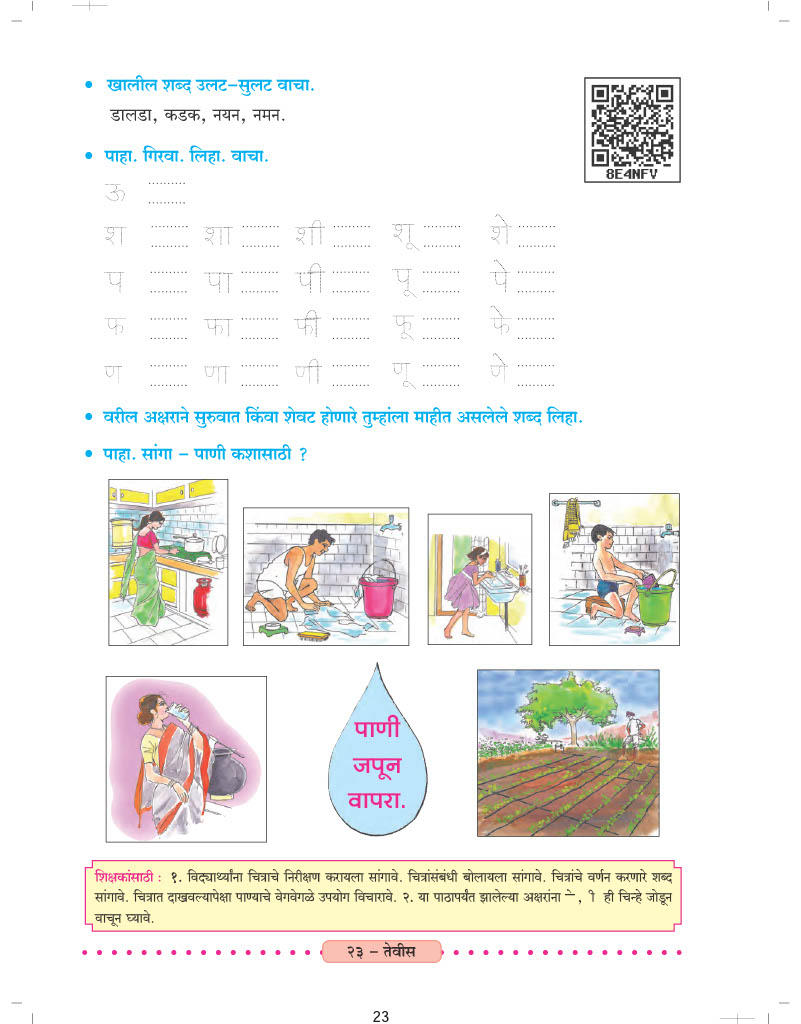 • खालील शब्द उलट-सुलट वाचा.
डालडा, कडक, नयन, नमन.
8E4NFV
• पाहा. गिरवा. लिहा. वाचा.
ऊ ..........
श .......... शा .......... शी .......... शू .......... शे ..........
प .......... पा .......... पी .......... पू .......... पे ..........
फ .......... फा .......... फी .......... फू .......... फे ..........
ण .......... णा .......... णी .......... णू .......... णे ..........
• वरील अक्षराने सुरुवात किंवा शेवट होणारे तुम्हांला माहीत असलेले शब्द लिहा.
• पाहा. सांगा – पाणी कशासाठी ?
पाणी
जपून
वापरा.
शिक्षकांसाठी : १. विद्यार्थ्यांना चित्राचे निरीक्षण करायला सांगावे. चित्रांसंबंधी बोलायला सांगावे. चित्रांचे वर्णन करणारे शब्द
सांगावे. चित्रात दाखवल्यापेक्षा पाण्याचे वेगवेगळे उपयोग विचारावे. २. या पाठापर्यंत झालेल्या अक्षरांना े, ी ही चिन्हे जोडून
वाचून घ्यावे.
२३ – तेवीस
23